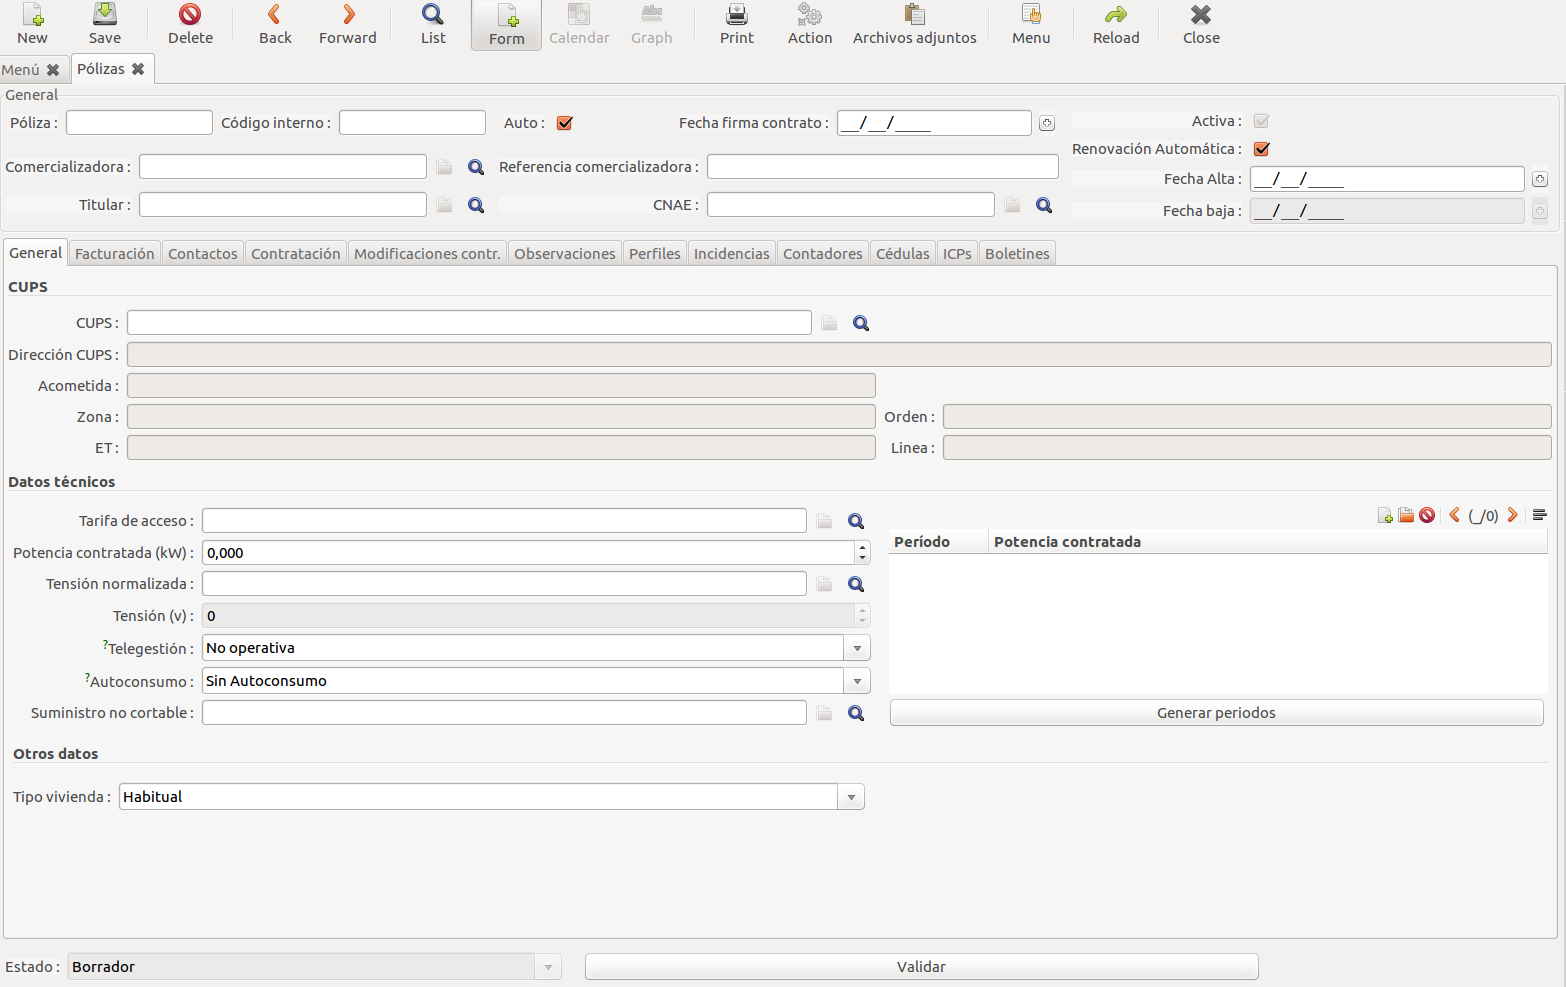 New Save Delete Back Forward List Form Calendar Graph Print Action Archivos adjuntos Menu Reload Close
Menú Pólizas
General
Póliza : Código interno : Auto : Fecha firma contrato : __/__/____ Activa :
Renovación Automática :
Comercializadora : Referencia comercializadora :
Fecha Alta : __/__/____
Titular : CNAE : Fecha baja : __/__/____
General Facturación Contactos Contratación Modificaciones contr. Observaciones Perfiles Incidencias Contadores Cédulas ICPs Boletines
CUPS
CUPS :
Dirección CUPS :
Acometida :
Zona : Orden :
ET : Linea :
Datos técnicos
Tarifa de acceso : (_/0)
Período Potencia contratada
Potencia contratada (kW) : 0,000
Tensión normalizada :
Tensión (v) : 0
?Telegestión : No operativa
?Autoconsumo : Sin Autoconsumo
Suministro no cortable : Generar periodos
Otros datos
Tipo vivienda : Habitual
Estado : Borrador Validar